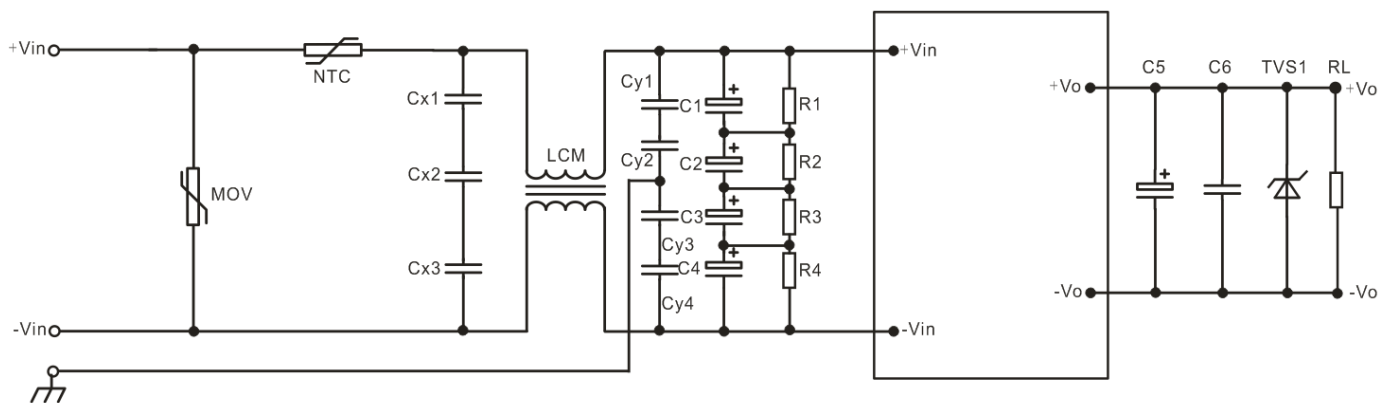 +Vin
NTC
MOV
Cx1
Cx2
Cx3
LCM
Cy1
Cy2
Cy3
Cy4
C1
C2
C3
C4
+
+
+
+
R1
R2
R3
R4
-Vin
+Vin
-Vin
+Vo
-Vo
C5
C6
TVS1
RL
+
+Vo
-Vo